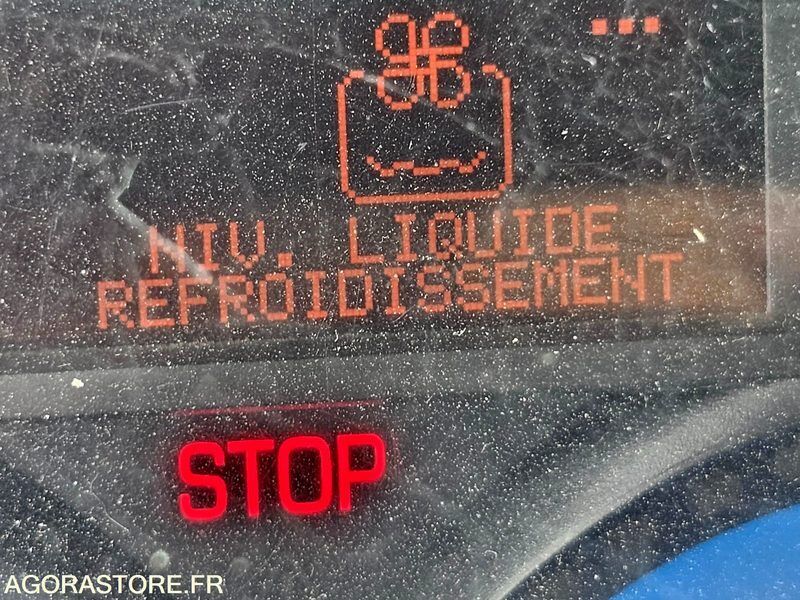 NIV. LIQUIDE
REFROIDISSEMENT
STOP
AGORASTORE.FR